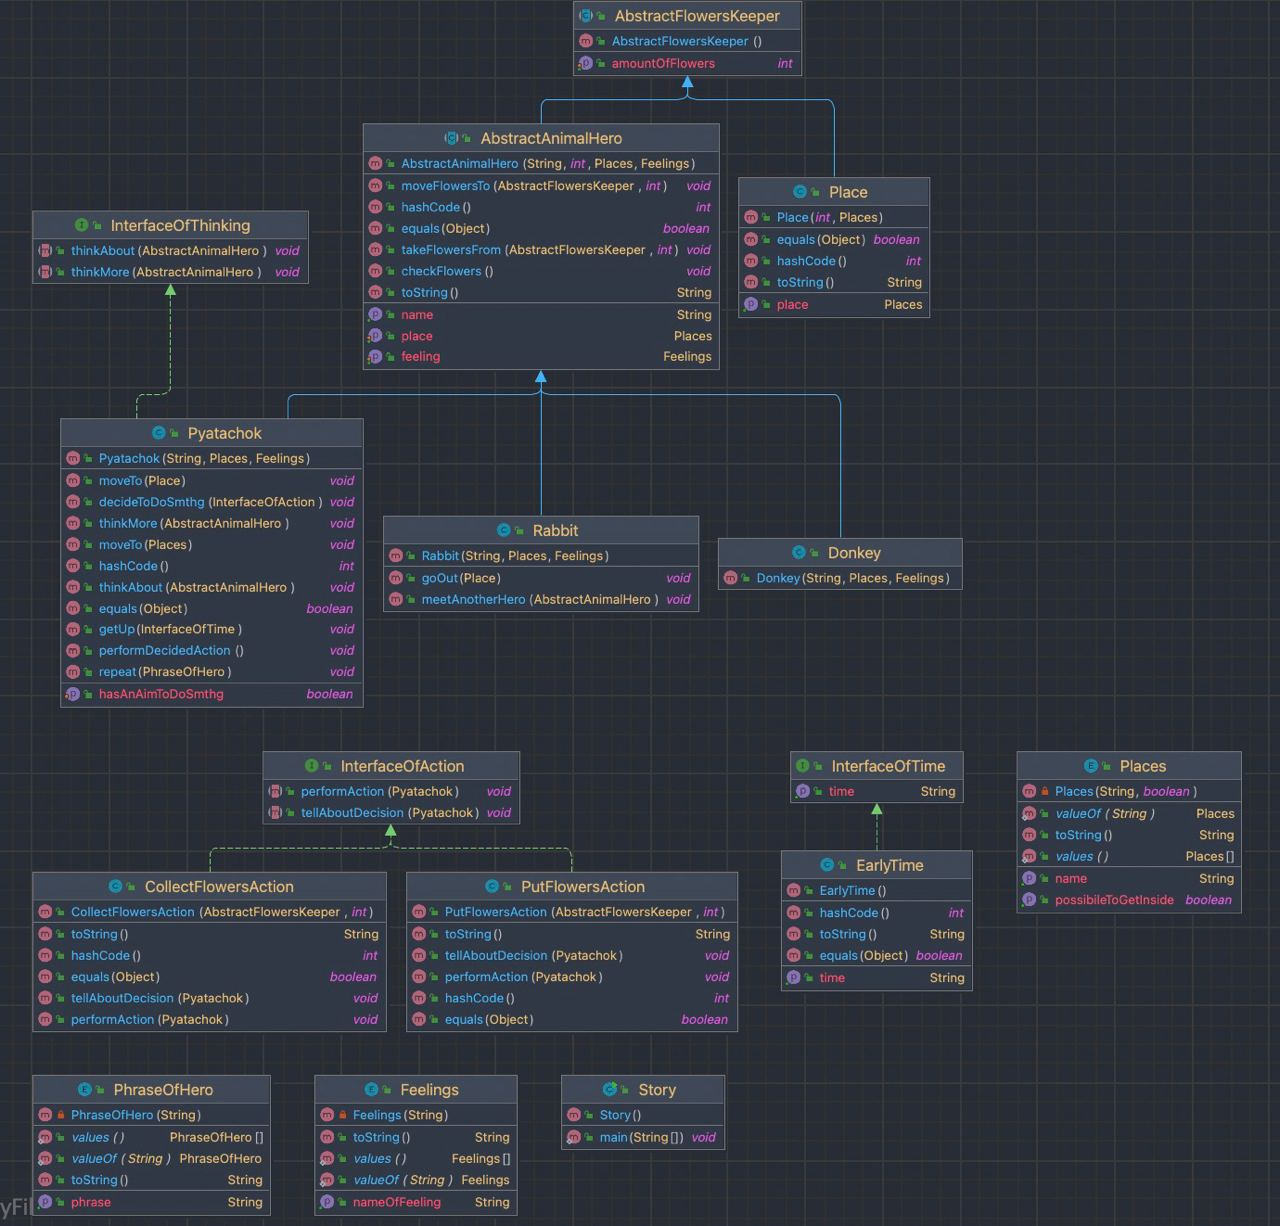 AbstractFlowersKeeper
AbstractFlowersKeeper ()
amountOfFlowers int
AbstractAnimalHero
AbstractAnimalHero (String, int, Places, Feelings)
moveFlowersTo (AbstractFlowersKeeper , int) void
hashCode () int
equals(Object) boolean
takeFlowersFrom (AbstractFlowersKeeper , int) void
checkFlowers () void
toString () String
name String
place Places
feeling Feelings
Place
Place (int, Places)
equals(Object) boolean
hashCode () int
toString () String
place Places
InterfaceOfThinking
thinkAbout (AbstractAnimalHero ) void
thinkMore (AbstractAnimalHero ) void
Pyatachok
Pyatachok (String, Places, Feelings)
moveTo (Place) void
decideToDoSmthg (InterfaceOfAction ) void
thinkMore (AbstractAnimalHero ) void
moveTo (Places) void
hashCode () int
thinkAbout (AbstractAnimalHero ) void
equals(Object) boolean
getUp (InterfaceOfTime ) void
performDecidedAction () void
repeat (PhraseOfHero ) void
hasAnAimToDoSmthg boolean
Rabbit
Rabbit (String, Places, Feelings)
goOut (Place) void
meetAnotherHero (AbstractAnimalHero ) void
Donkey
Donkey (String, Places, Feelings)
InterfaceOfAction
performAction (Pyatachok) void
tellAboutDecision (Pyatachok) void
InterfaceOfTime
time String
Places
Places (String, boolean )
valueOf (String ) Places
toString () String
values () Places []
name String
possibileToGetInside boolean
CollectFlowersAction
CollectFlowersAction (AbstractFlowersKeeper , int)
toString () String
hashCode () int
equals(Object) boolean
tellAboutDecision (Pyatachok) void
performAction (Pyatachok) void
PutFlowersAction
PutFlowersAction (AbstractFlowersKeeper , int)
toString () String
tellAboutDecision (Pyatachok) void
performAction (Pyatachok) void
hashCode () int
equals(Object) boolean
EarlyTime
EarlyTime ()
hashCode () int
toString () String
equals(Object) boolean
time String
PhraseOfHero
PhraseOfHero (String)
values () PhraseOfHero []
valueOf (String ) PhraseOfHero
toString () String
phrase String
Feelings
Feelings (String)
toString () String
values () Feelings []
valueOf (String ) Feelings
nameOfFeeling String
Story
Story ()
main (String []) void
yFil